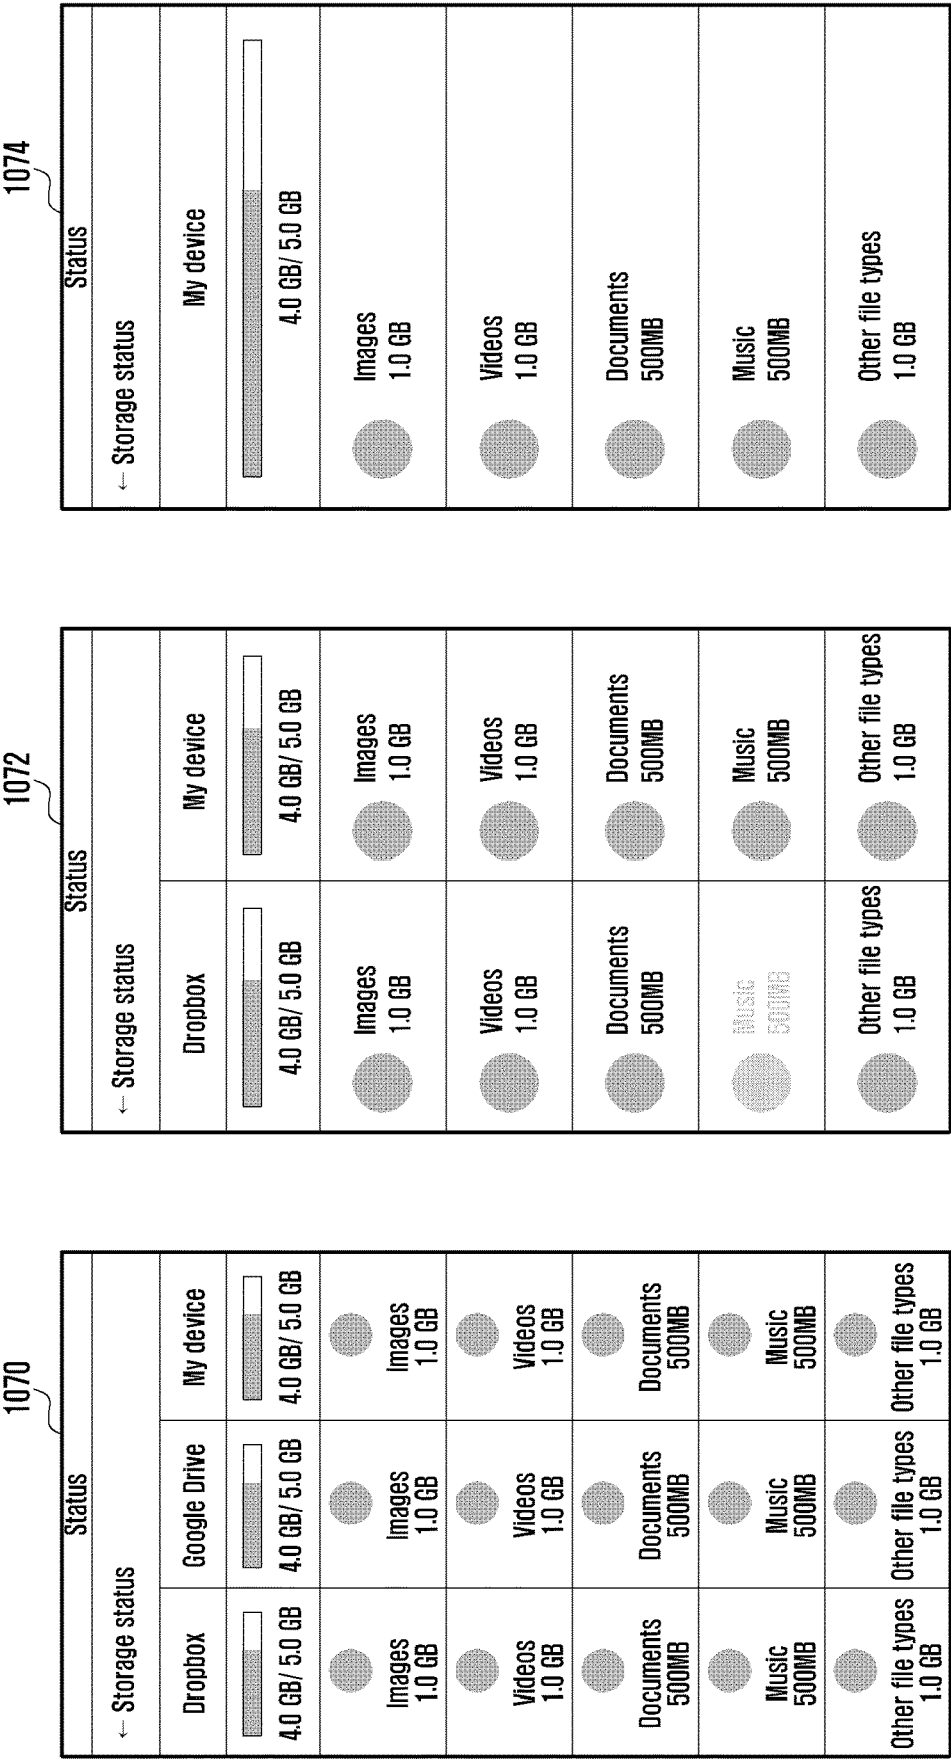 1070
Status
← Storage status
Dropbox
Google Drive
My device
4.0 GB/ 5.0 GB
4.0 GB/ 5.0 GB
4.0 GB/ 5.0 GB
Images
1.0 GB
Images
1.0 GB
Images
1.0 GB
Videos
1.0 GB
Videos
1.0 GB
Videos
1.0 GB
Documents
500MB
Documents
500MB
Documents
500MB
Music
500MB
Music
500MB
Music
500MB
Other file types
1.0 GB
Other file types
1.0 GB
Other file types
1.0 GB
1072
Status
← Storage status
Dropbox
My device
4.0 GB/ 5.0 GB
4.0 GB/ 5.0 GB
Images
1.0 GB
Images
1.0 GB
Videos
1.0 GB
Videos
1.0 GB
Documents
500MB
Documents
500MB
Music
500MB
Music
500MB
Other file types
1.0 GB
Other file types
1.0 GB
1074
Status
← Storage status
My device
4.0 GB/ 5.0 GB
Images
1.0 GB
Videos
1.0 GB
Documents
500MB
Music
500MB
Other file types
1.0 GB